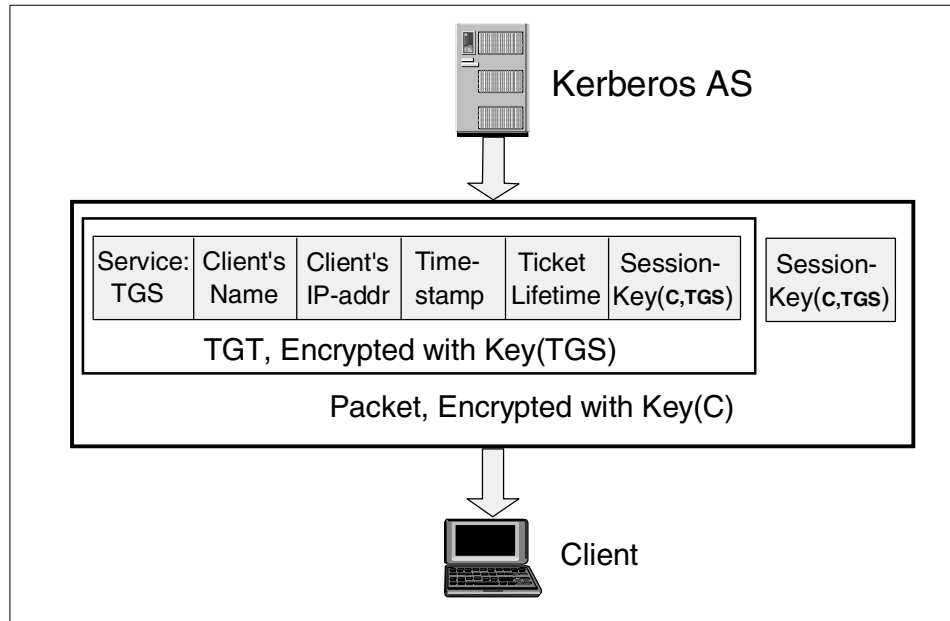 Kerberos AS
Service:
TGS
Client's
Name
Client's
IP-addr
Time-
stamp
Ticket
Lifetime
Session-
Key(C,TGS)
Session-
Key(C,TGS)
TGT, Encrypted with Key(TGS)
Packet, Encrypted with Key(C)
Client